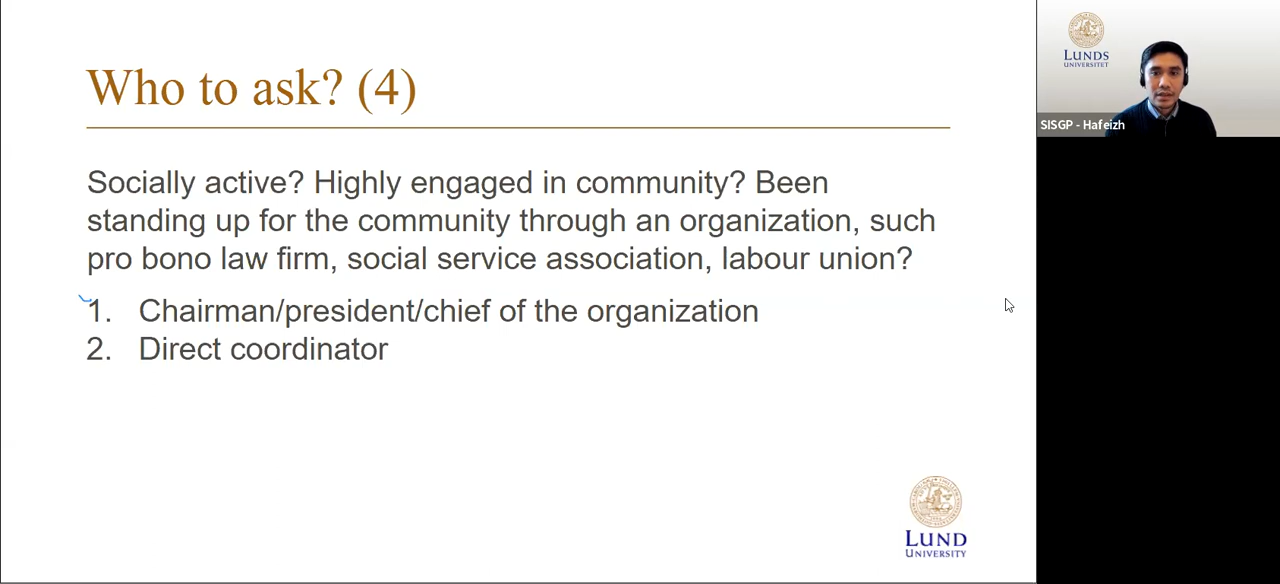 Who to ask? (4)
Socially active? Highly engaged in community? Been
standing up for the community through an organization, such
pro bono law firm, social service association, labour union?
1. Chairman/president/chief of the organization
2. Direct coordinator
LUND
UNIVERSITY
LUNDS
UNIVERSITET
SISGP - Hafeizh